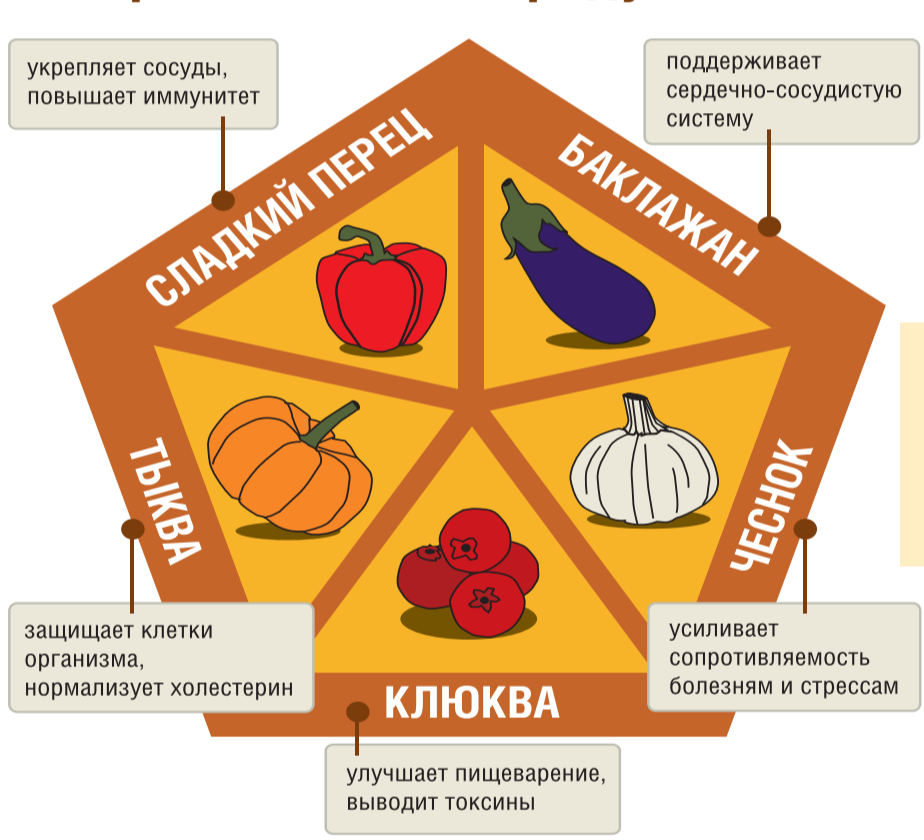 укрепляет сосуды,
повышает иммунитет
поддерживает
сердечно-сосудистую
систему
СЛАДКИЙ ПЕРЕЦ
БАКЛАЖАН
ТЫКВА
ЧЕСНОК
защищает клетки
организма,
нормализует холестерин
усиливает
сопротивляемость
болезням и стрессам
КЛЮКВА
улучшает пищеварение,
выводит токсины